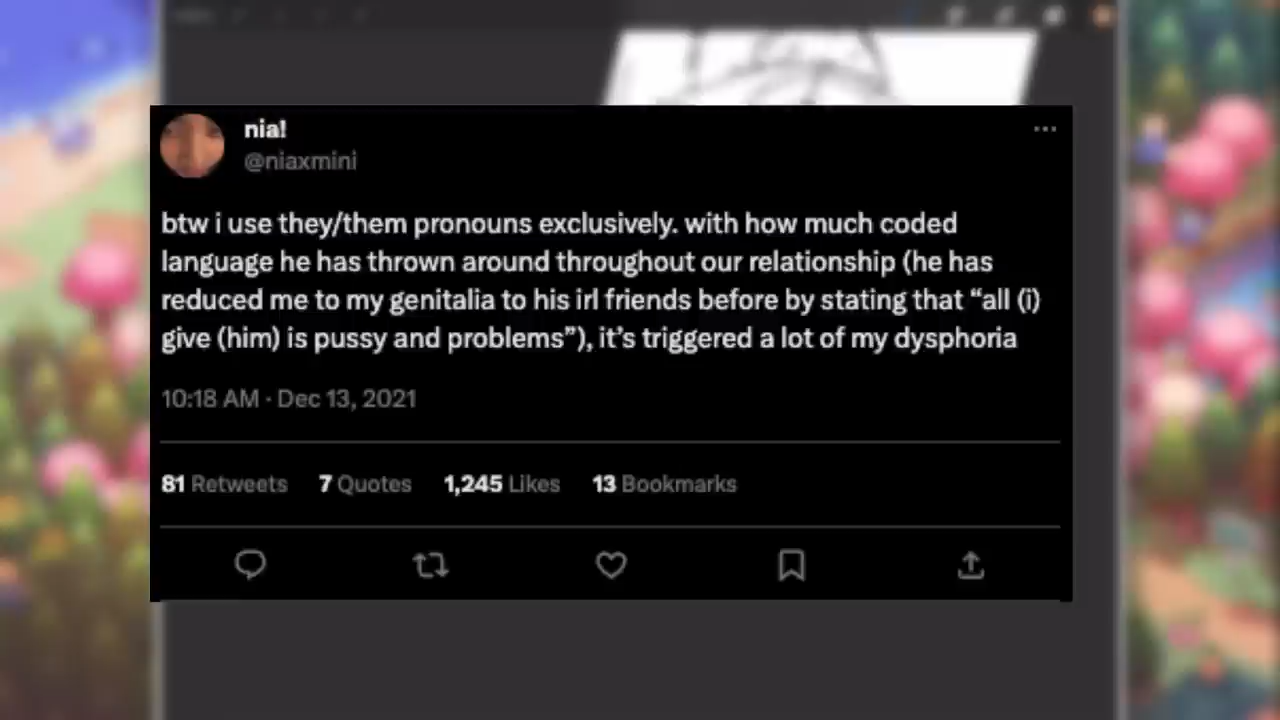 nia!
@niaxmini
btw i use they/them pronouns exclusively. with how much coded
language he has thrown around throughout our relationship (he has
reduced me to my genitalia to his irl friends before by stating that “all (i)
give (him) is pussy and problems”), it’s triggered a lot of my dysphoria
10:18 AM · Dec 13, 2021
81 Retweets 7 Quotes 1,245 Likes 13 Bookmarks